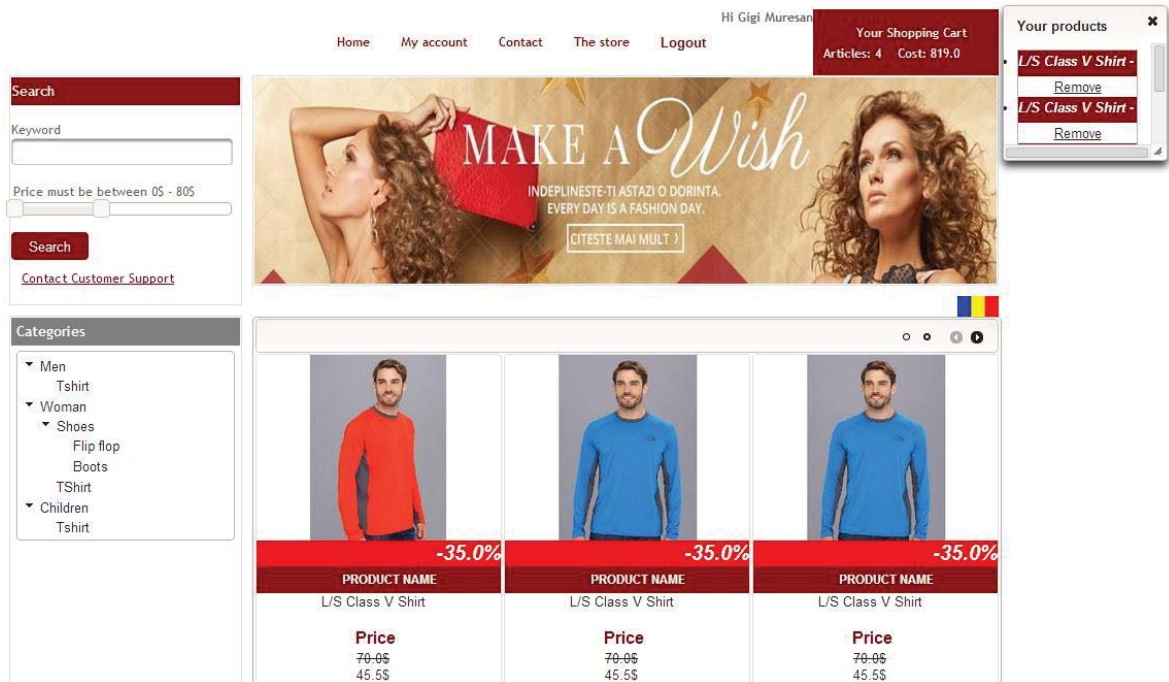 Hi Gigi Muresan
Home My account Contact The store Logout
Your Shopping Cart
Articles: 4 Cost: 819.0
Your products
L/S Class V Shirt -
Remove
L/S Class V Shirt -
Remove
Search
Keyword
Price must be between 0$ - 80$
Search
Contact Customer Support
MAKE A Wish
INDEPLINESTE-TI ASTAZI O DORINTA.
EVERY DAY IS A FASHION DAY.
CITESTE MAI MULT
Categories
Men
Tshirt
Woman
Shoes
Flip flop
Boots
TShirt
Children
Tshirt
-35.0% -35.0% -35.0%
PRODUCT NAME PRODUCT NAME PRODUCT NAME
L/S Class V Shirt L/S Class V Shirt L/S Class V Shirt
Price Price Price
70.0$ 70.0$ 70.0$
45.5$ 45.5$ 45.5$